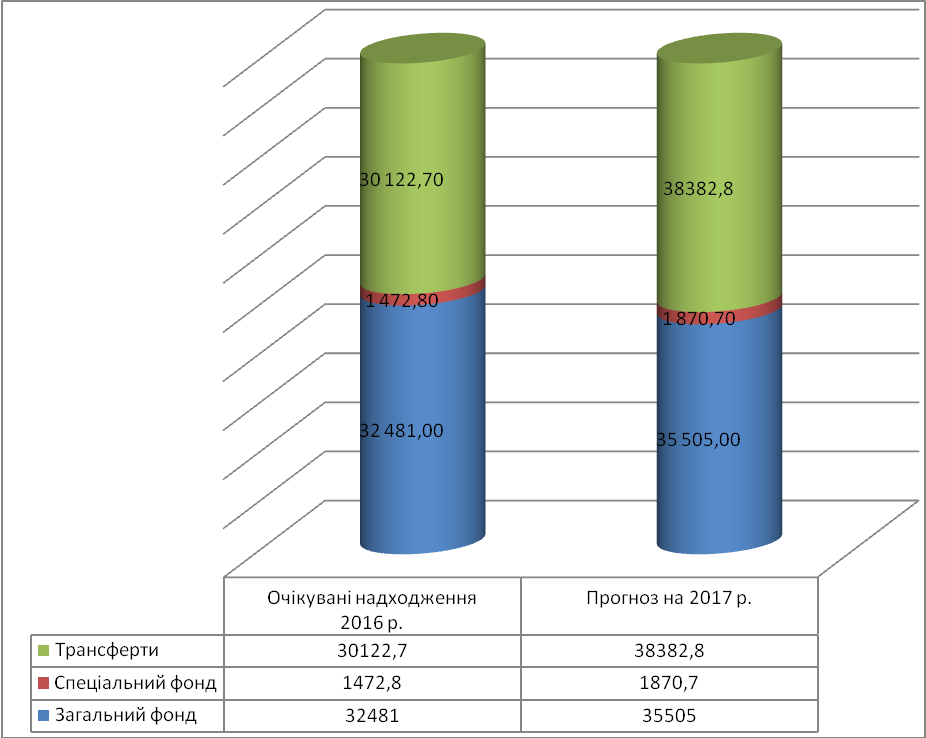 30 122,70
38382,8
1 472,80
1 870,70
32 481,00
35 505,00
Очікувані надходження
2016 р.
Прогноз на 2017 р.
Трансферти 30122,7 38382,8
Спеціальний фонд 1472,8 1870,7
Загальний фонд 32481 35505